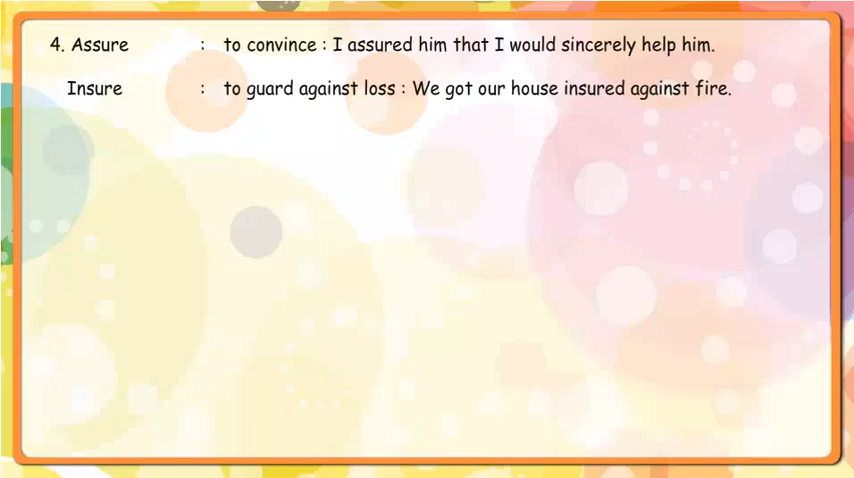 4. Assure : to convince : I assured him that I would sincerely help him.
Insure : to guard against loss : We got our house insured against fire.